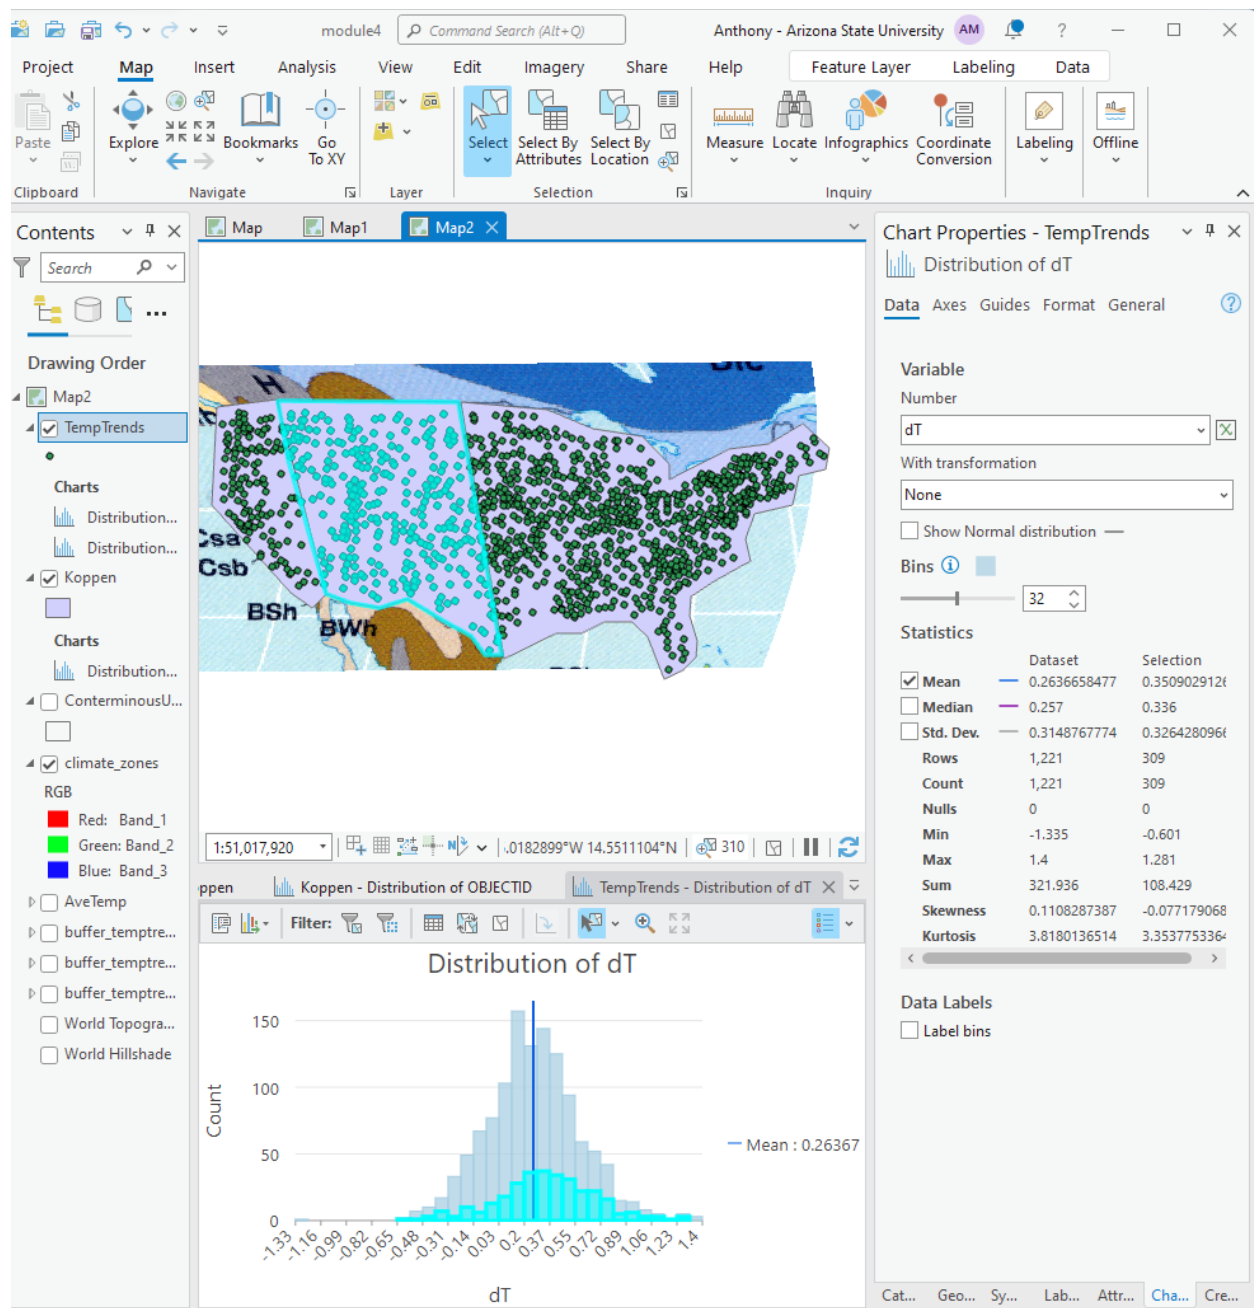 module4
Command Search (Alt+Q)
Anthony - Arizona State University
AM
?
Project
Map
Insert
Analysis
View
Edit
Imagery
Share
Help
Feature Layer
Labeling
Data
Paste
Explore
Bookmarks
Go To XY
Select
Select By Attributes
Select By Location
Measure
Locate
Infographics
Coordinate Conversion
Labeling
Offline
Clipboard
Navigate
Layer
Selection
Inquiry
Contents
Search
Drawing Order
Map2
TempTrends
Charts
Distribution...
Distribution...
Koppen
Charts
Distribution...
ConterminousU...
climate_zones
RGB
Red: Band_1
Green: Band_2
Blue: Band_3
AveTemp
buffer_temptre...
buffer_temptre...
buffer_temptre...
World Topogra...
World Hillshade
Map
Map1
Map2
H
Csa
Csb
BSh
BWh
1:51,017,920
.0182899°W 14.5511104°N
310
oppen
Koppen - Distribution of OBJECTID
TempTrends - Distribution of dT
Filter:
Distribution of dT
Count
150
100
50
0
-1.33
-1.16
-0.99
-0.82
-0.65
-0.48
-0.31
-0.14
0.03
0.2
0.37
0.55
0.72
0.89
1.06
1.23
1.4
dT
Mean : 0.26367
Chart Properties - TempTrends
Distribution of dT
Data Axes Guides Format General
Variable
Number
dT
With transformation
None
Show Normal distribution
Bins
32
Statistics
Dataset Selection
Mean 0.2636658477 0.3509029126
Median 0.257 0.336
Std. Dev. 0.3148767774 0.3264280966
Rows 1,221 309
Count 1,221 309
Nulls 0 0
Min -1.335 -0.601
Max 1.4 1.281
Sum 321.936 108.429
Skewness 0.1108287387 -0.077179068
Kurtosis 3.8180136514 3.3537753364
Data Labels
Label bins
Cat... Geo... Sy... Lab... Attr... Cha... Cre...